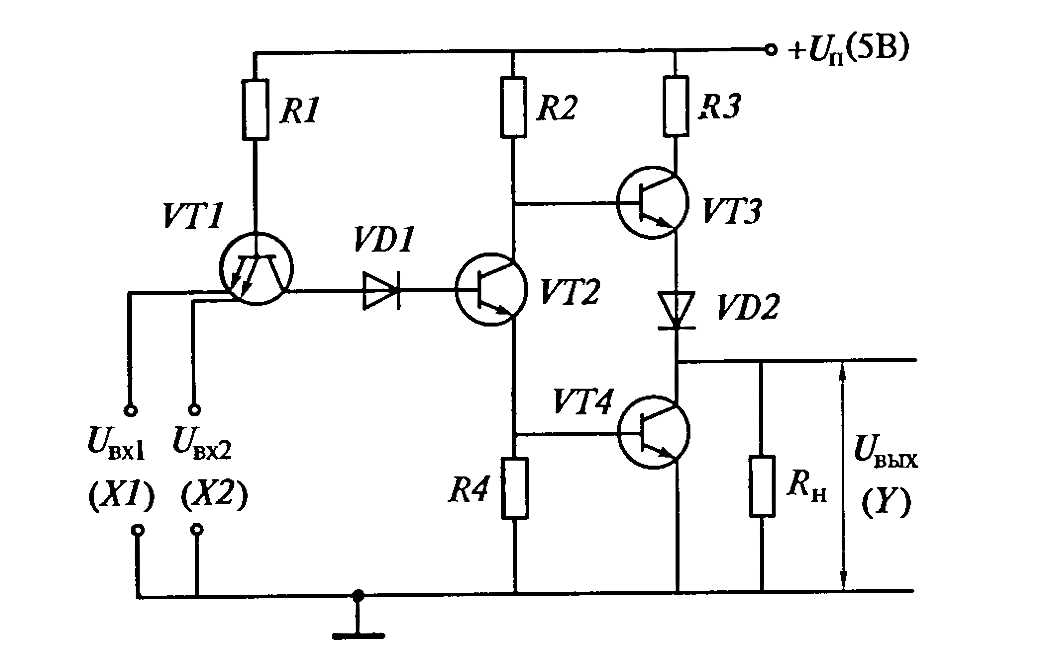 +Uп(5В)
R1
R2
R3
VT1
VD1
VT2
VT3
VD2
VT4
Uвх1
Uвх2
(X1)
(X2)
R4
Rн
Uвых
(Y)